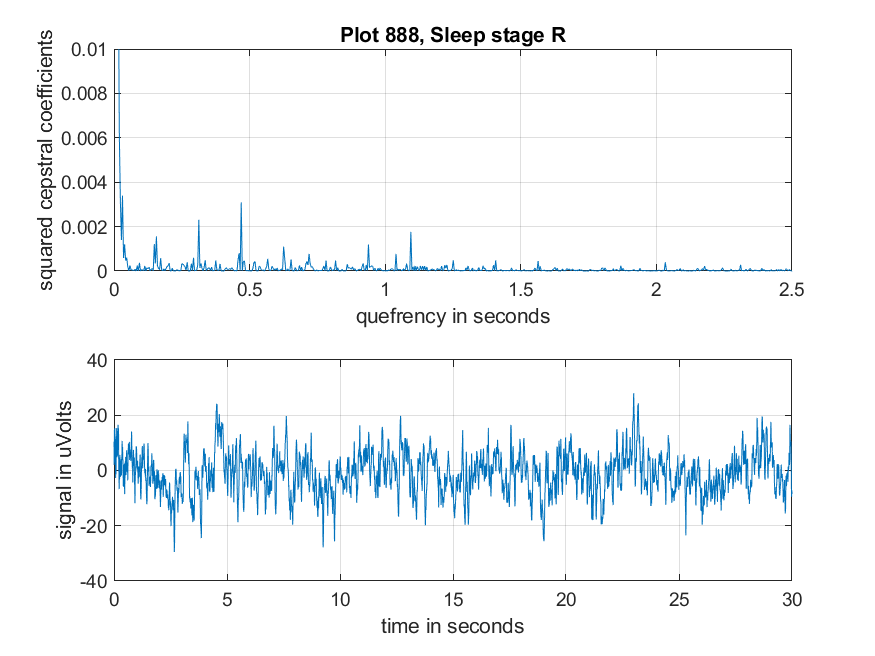 Plot 888, Sleep stage R
squared cepstral coefficients
0.01
0.008
0.006
0.004
0.002
0
0 0.5 1 1.5 2 2.5
quefrency in seconds
signal in uVolts
40
20
0
-20
-40
0 5 10 15 20 25 30
time in seconds